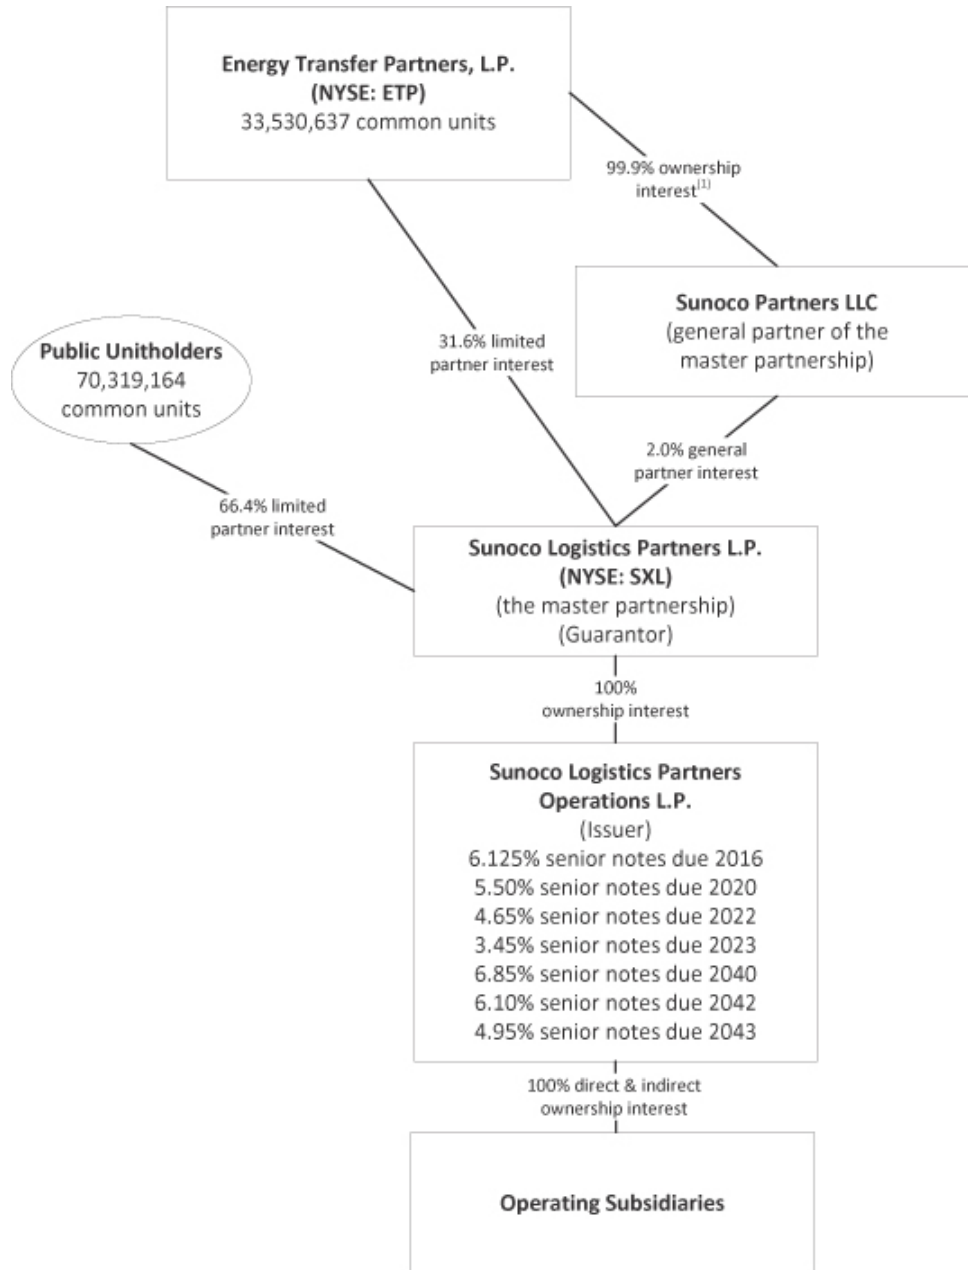 Energy Transfer Partners, L.P.
(NYSE: ETP)
33,530,637 common units
99.9% ownership
interest(1)
Sunoco Partners LLC
(general partner of the
master partnership)
Public Unitholders
70,319,164
common units
31.6% limited
partner interest
2.0% general
partner interest
66.4% limited
partner interest
Sunoco Logistics Partners L.P.
(NYSE: SXL)
(the master partnership)
(Guarantor)
100%
ownership interest
Sunoco Logistics Partners
Operations L.P.
(Issuer)
6.125% senior notes due 2016
5.50% senior notes due 2020
4.65% senior notes due 2022
3.45% senior notes due 2023
6.85% senior notes due 2040
6.10% senior notes due 2042
4.95% senior notes due 2043
100% direct & indirect
ownership interest
Operating Subsidiaries